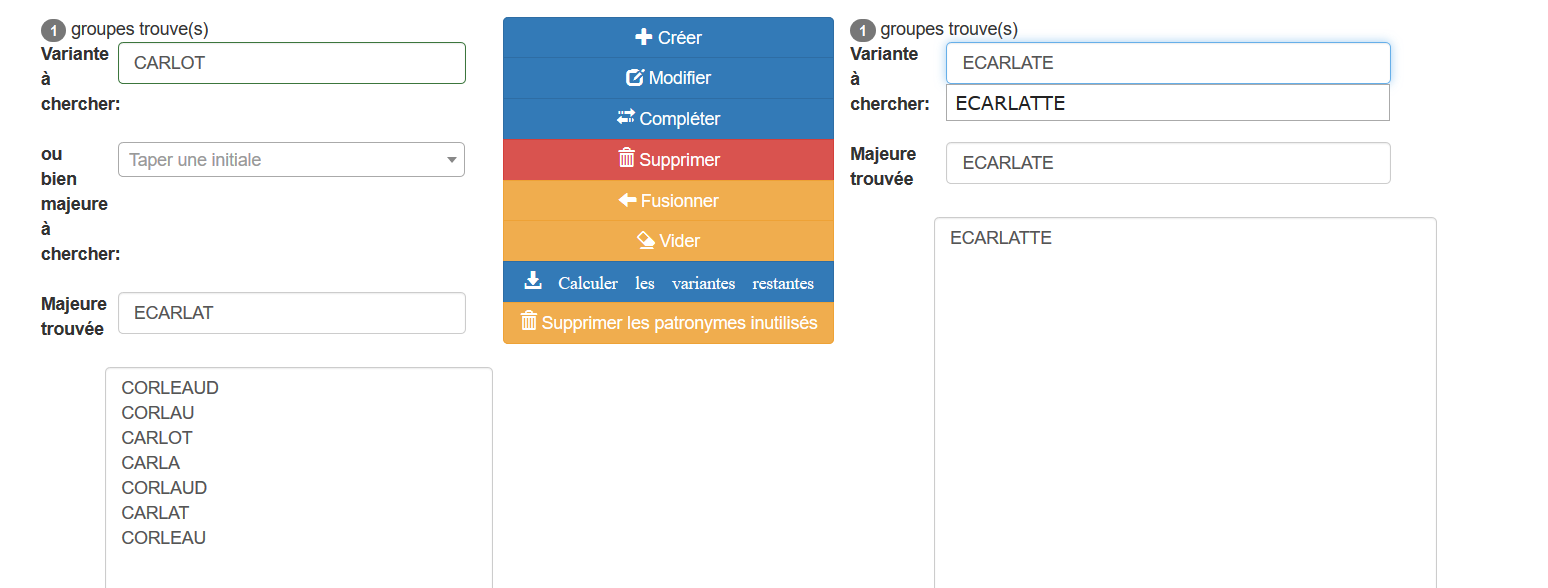 1 groupes trouve(s)
Variante à chercher:
CARLOT
ou bien majeure à chercher:
Taper une initiale
Majeure trouvée
ECARLAT
CORLEAUD
CORLAU
CARLOT
CARLA
CORLAUD
CARLAT
CORLEAU
Créer
Modifier
Compléter
Supprimer
Fusionner
Vider
Calculer les variantes restantes
Supprimer les patronymes inutilisés
1 groupes trouve(s)
Variante à chercher:
ECARLATE
ECARLATTE
Majeure trouvée
ECARLATE
ECARLATTE